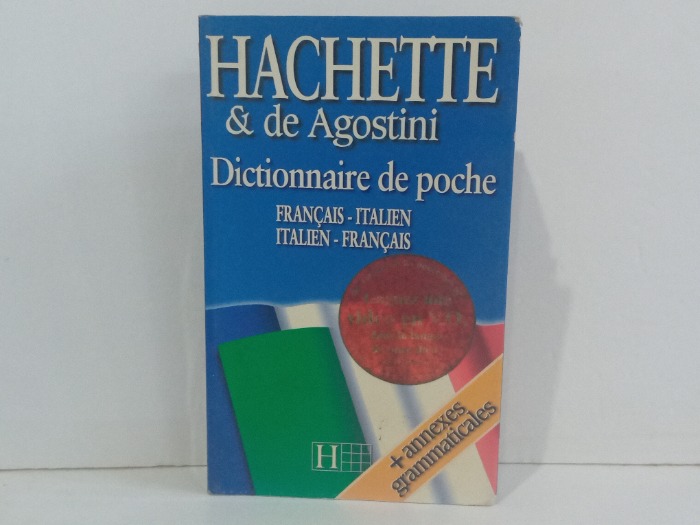 HACHETTE
& de Agostini
Dictionnaire de poche
FRANÇAIS - ITALIEN
ITALIEN - FRANÇAIS
+ annexes
grammaticales
H